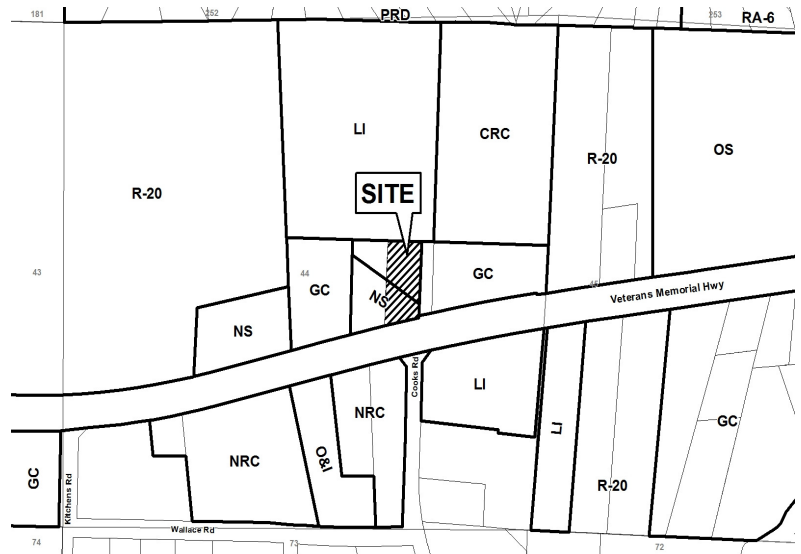 181
252
PRD
253
RA-6
LI
CRC
R-20
OS
R-20
SITE
43
44
GC
NS
GC
45
Veterans Memorial Hwy
NS
Cooks Rd
LI
NRC
LI
GC
O&I
NRC
GC
Kitchens Rd
R-20
Wallace Rd
74
73
72